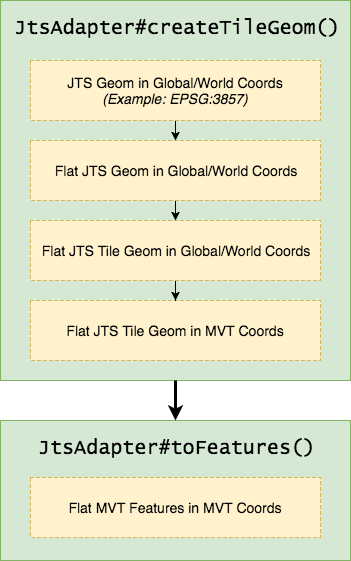 JtsAdapter#createTileGeom()
JTS Geom in Global/World Coords
(Example: EPSG:3857)
Flat JTS Geom in Global/World Coords
Flat JTS Tile Geom in Global/World Coords
Flat JTS Tile Geom in MVT Coords
JtsAdapter#toFeatures()
Flat MVT Features in MVT Coords